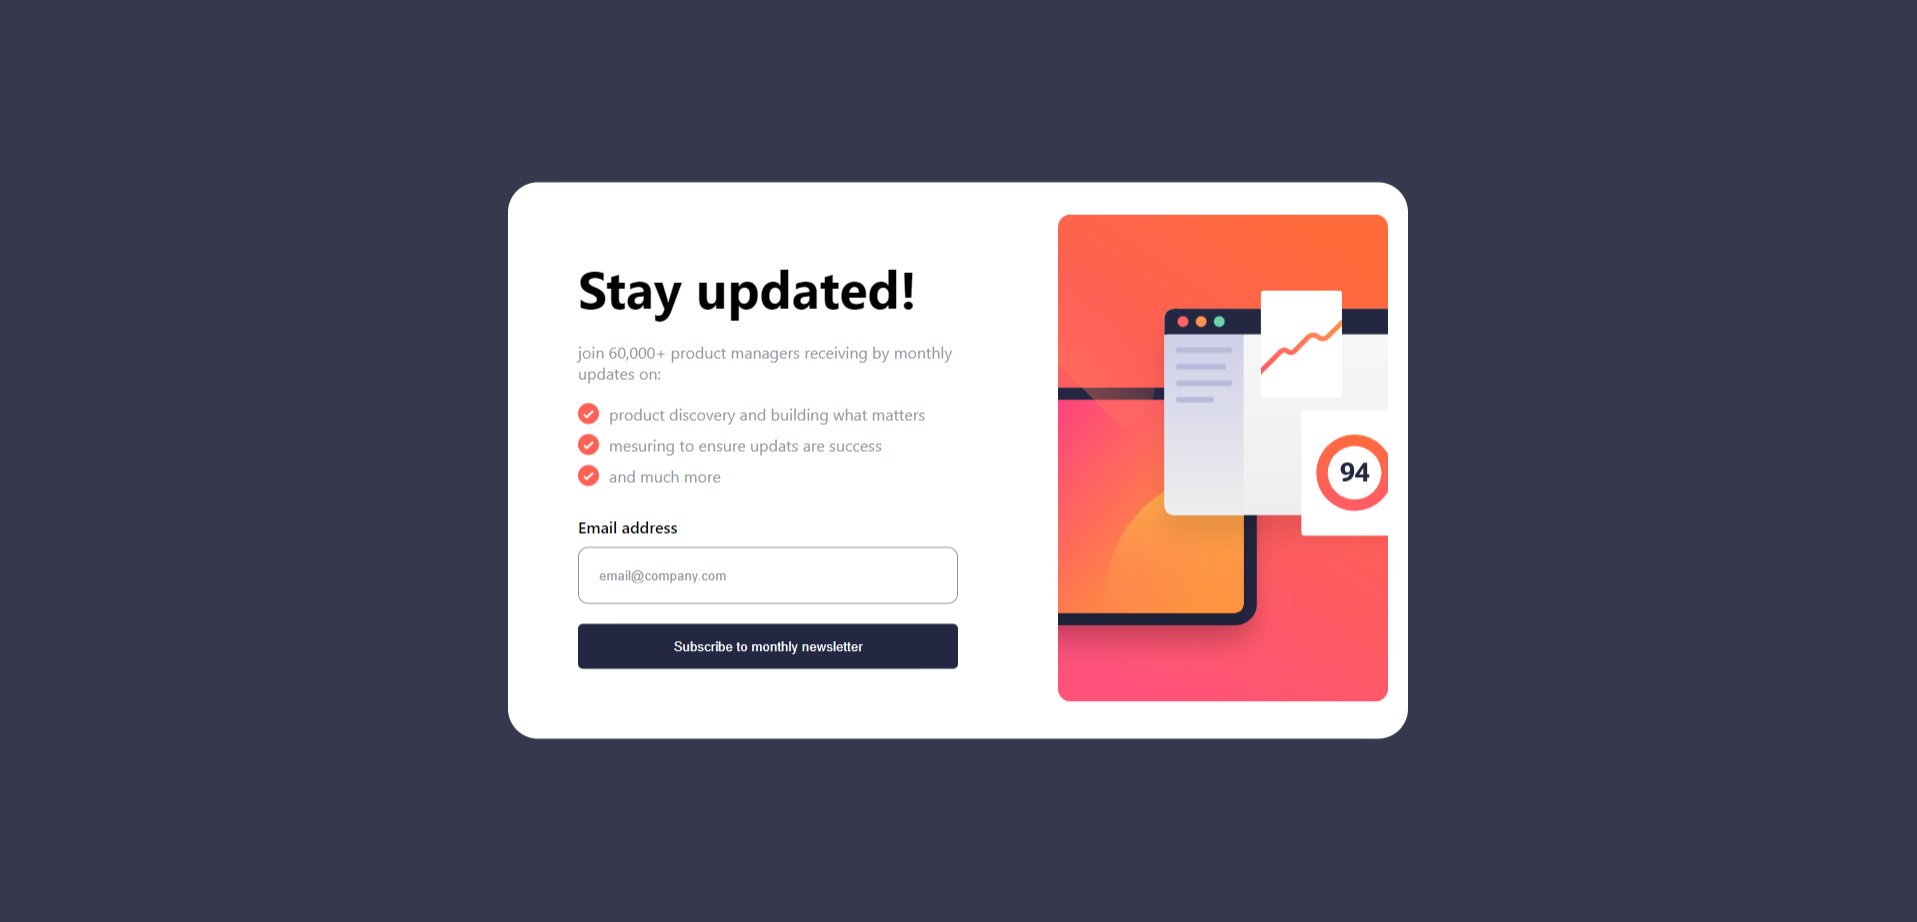 Stay updated!
join 60,000+ product managers receiving by monthly
updates on:
product discovery and building what matters
mesuring to ensure updats are success
and much more
Email address
email@company.com
Subscribe to monthly newsletter
94